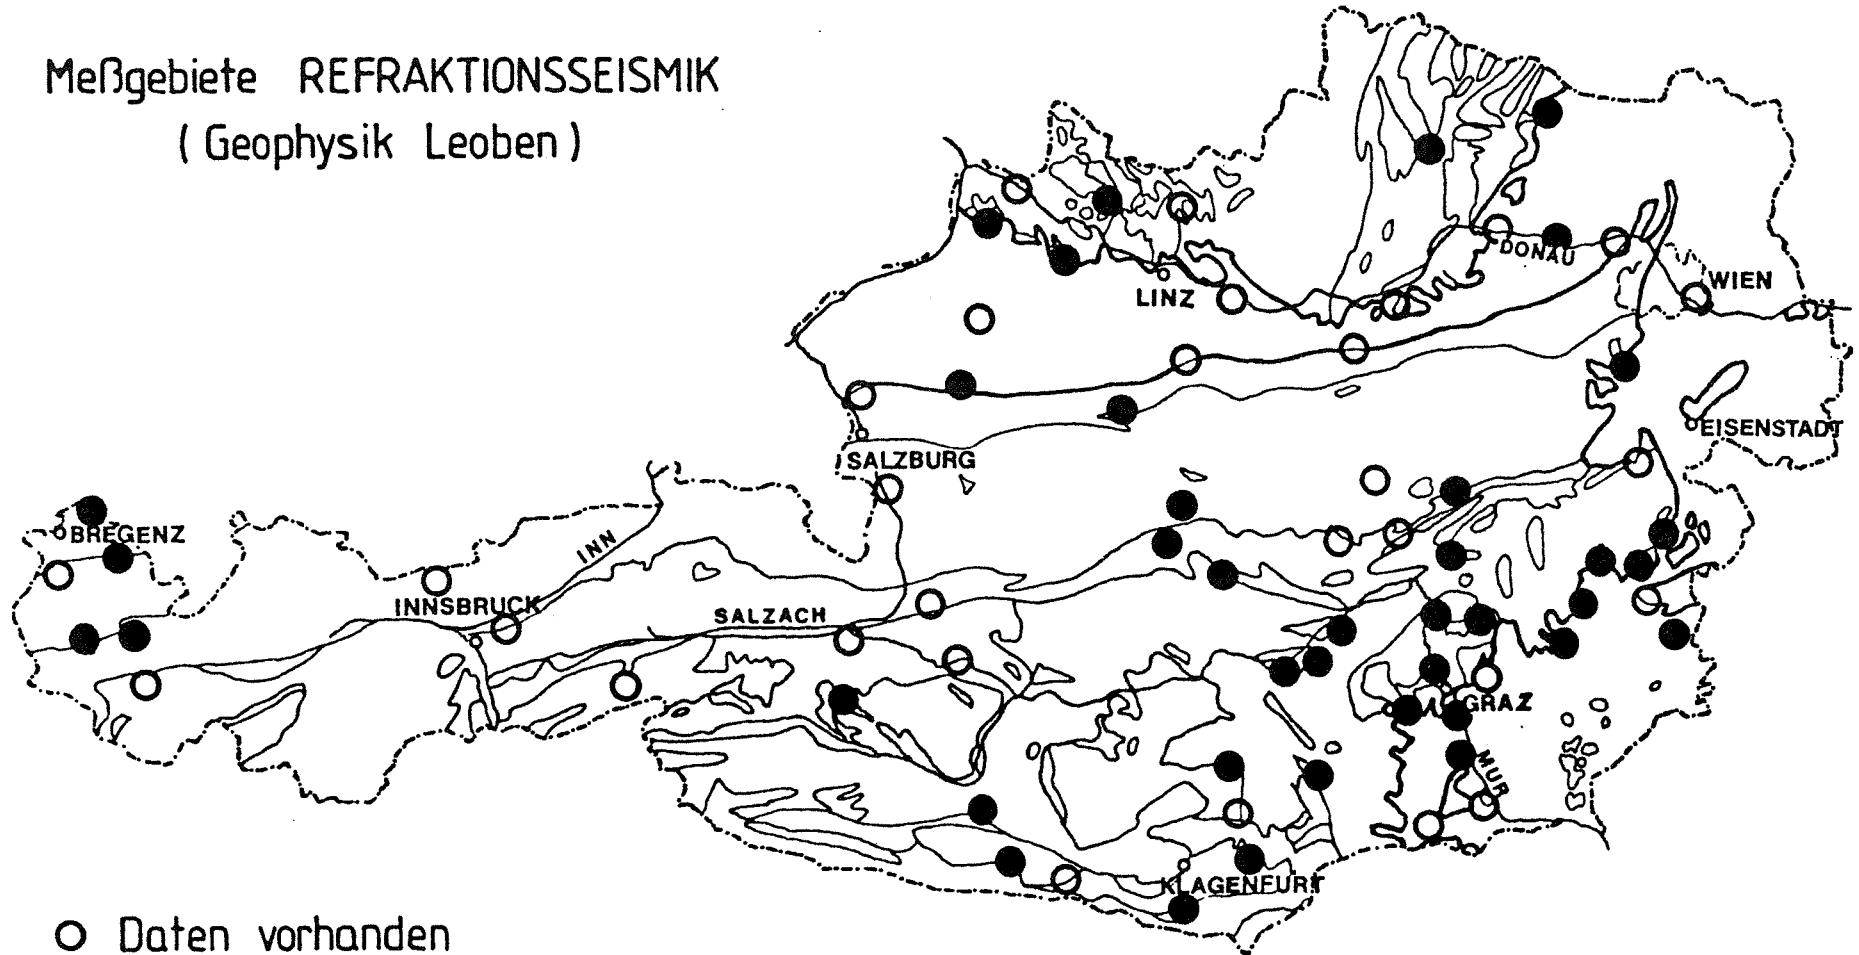 Meßgebiete REFRAKTIONSSEISMIK
(Geophysik Leoben)
DONAU
WIEN
LINZ
EISENSTADT
SALZBURG
BREGENZ
INN
INNSBRUCK
SALZACH
GRAZ
MUR
KLAGENFURT
O Daten vorhanden